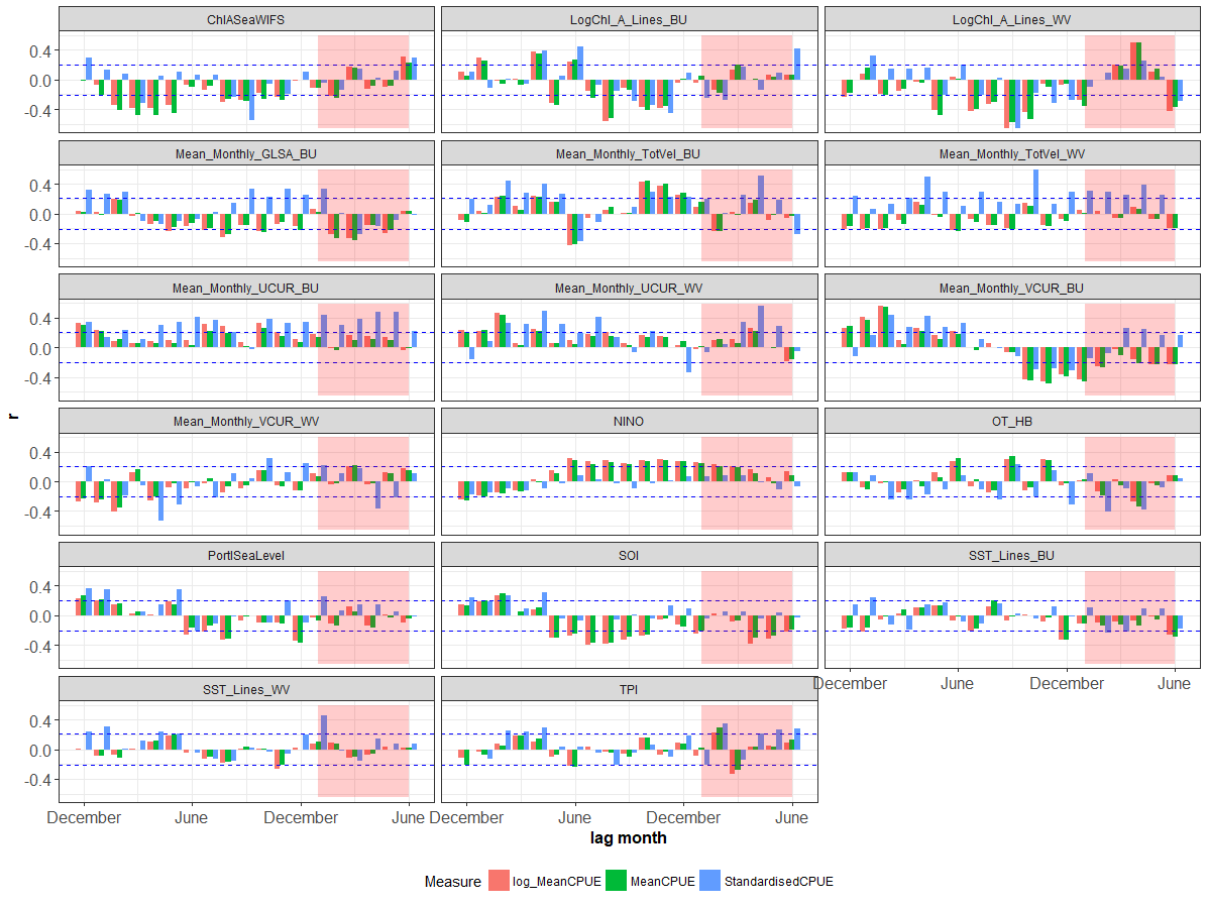 ChlASeaWIFS
LogChl_A_Lines_BU
LogChl_A_Lines_WV
0.4
0.0
-0.4
Mean_Monthly_GLSA_BU
Mean_Monthly_TotVel_BU
Mean_Monthly_TotVel_WV
0.4
0.0
-0.4
Mean_Monthly_UCUR_BU
Mean_Monthly_UCUR_WV
Mean_Monthly_VCUR_BU
0.4
0.0
-0.4
r
Mean_Monthly_VCUR_WV
NINO
OT_HB
0.4
0.0
-0.4
PortlSeaLevel
SOI
SST_Lines_BU
0.4
0.0
-0.4
December June December June
SST_Lines_WV
TPI
0.4
0.0
-0.4
December June December June
December June December June
lag month
Measure log_MeanCPUE MeanCPUE StandardisedCPUE